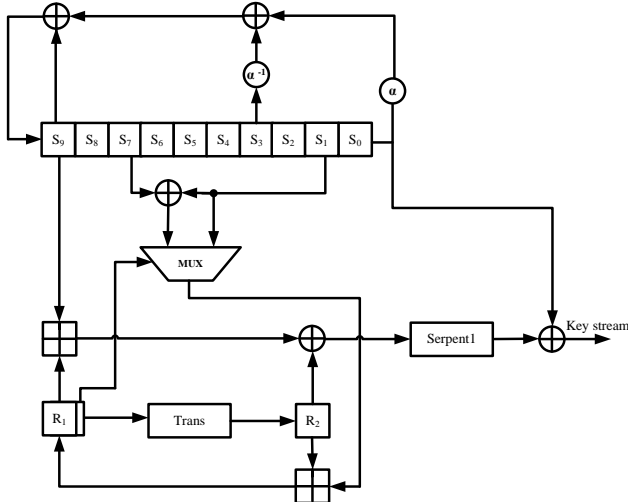 α⁻¹
α
S₉ S₈ S₇ S₆ S₅ S₄ S₃ S₂ S₁ S₀
MUX
Serpent1
Key stream
R₁
Trans
R₂